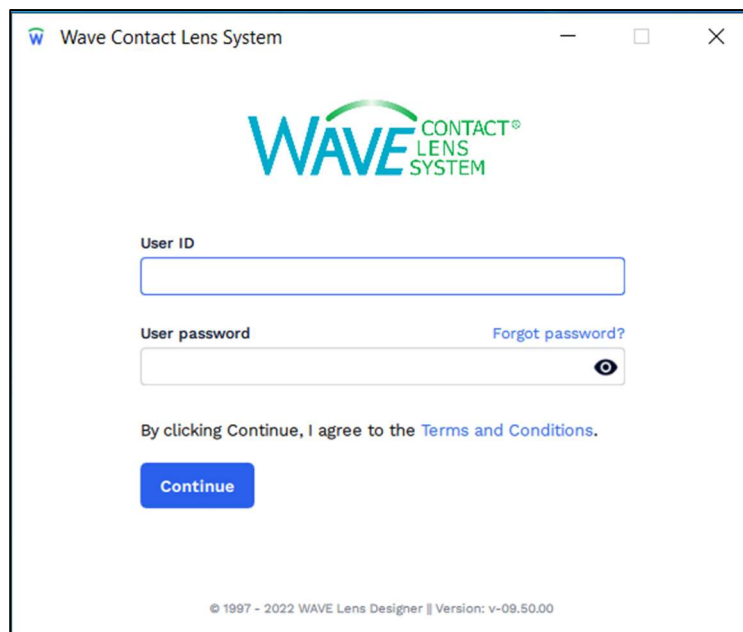 Wave Contact Lens System
WAVE CONTACT®
LENS
SYSTEM
User ID
User password Forgot password?
By clicking Continue, I agree to the Terms and Conditions.
Continue
© 1997 - 2022 WAVE Lens Designer || Version: v-09.50.00